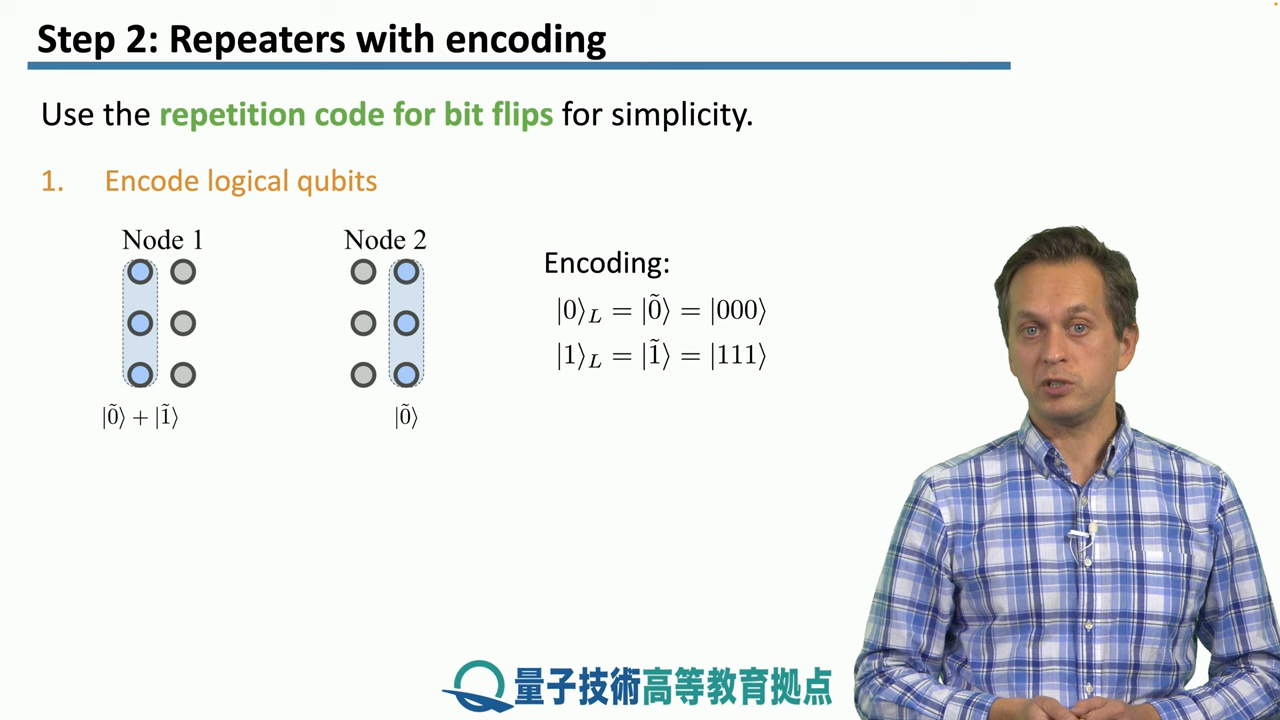 Step 2: Repeaters with encoding
Use the repetition code for bit flips for simplicity.
1. Encode logical qubits
Node 1
Node 2
|0̃⟩ + |1̃⟩
|0̃⟩
Encoding:
|0⟩L = |0̃⟩ = |000⟩
|1⟩L = |1̃⟩ = |111⟩
量子技術高等教育拠点